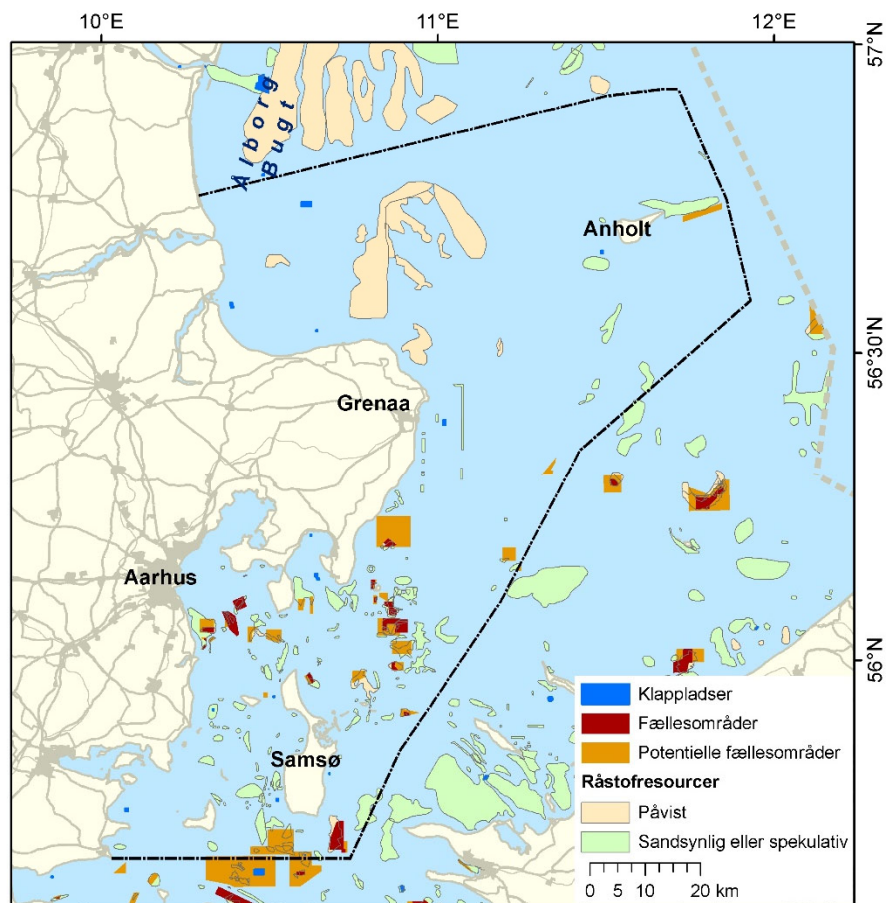 10°E
11°E
12°E
57°N
Ålborg
Bugt
Anholt
56°30'N
Grenaa
Aarhus
56°N
Samsø
Klappladser
Fællesområder
Potentielle fællesområder
Råstofresourcer
Påvist
Sandsynlig eller spekulativ
0 5 10 20 km